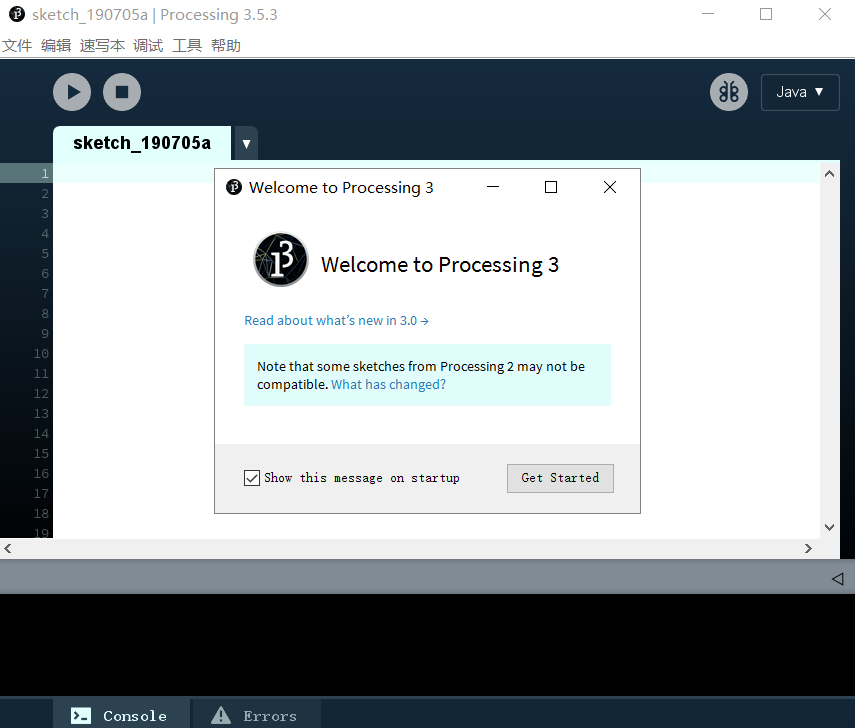 sketch_190705a | Processing 3.5.3
文件 编辑 速写本 调试 工具 帮助
Java ▼
sketch_190705a ▼
1
2
3
4
5
6
7
8
9
10
11
12
13
14
15
16
17
18
19
Welcome to Processing 3
Welcome to Processing 3
Read about what's new in 3.0 →
Note that some sketches from Processing 2 may not be
compatible. What has changed?
Show this message on startup
Get Started
Console
Errors